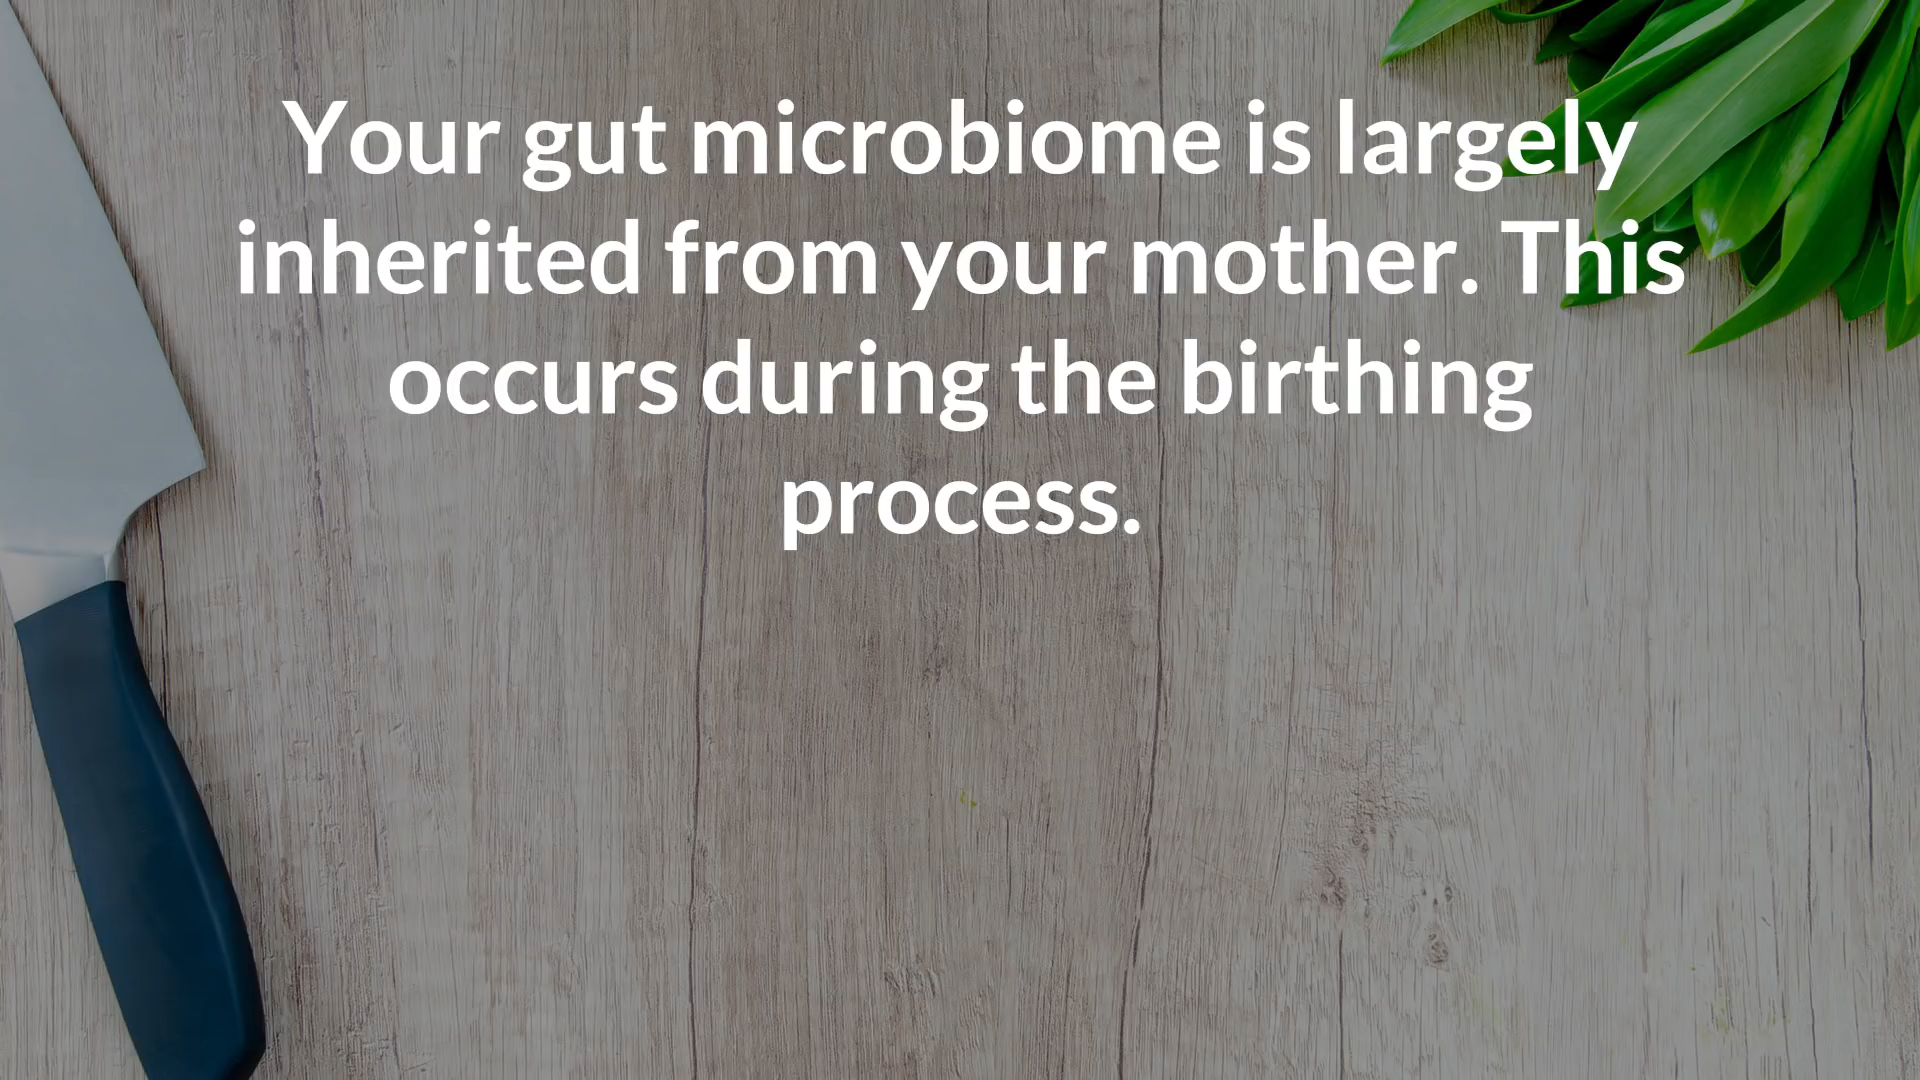 Your gut microbiome is largely
inherited from your mother. This
occurs during the birthing
process.